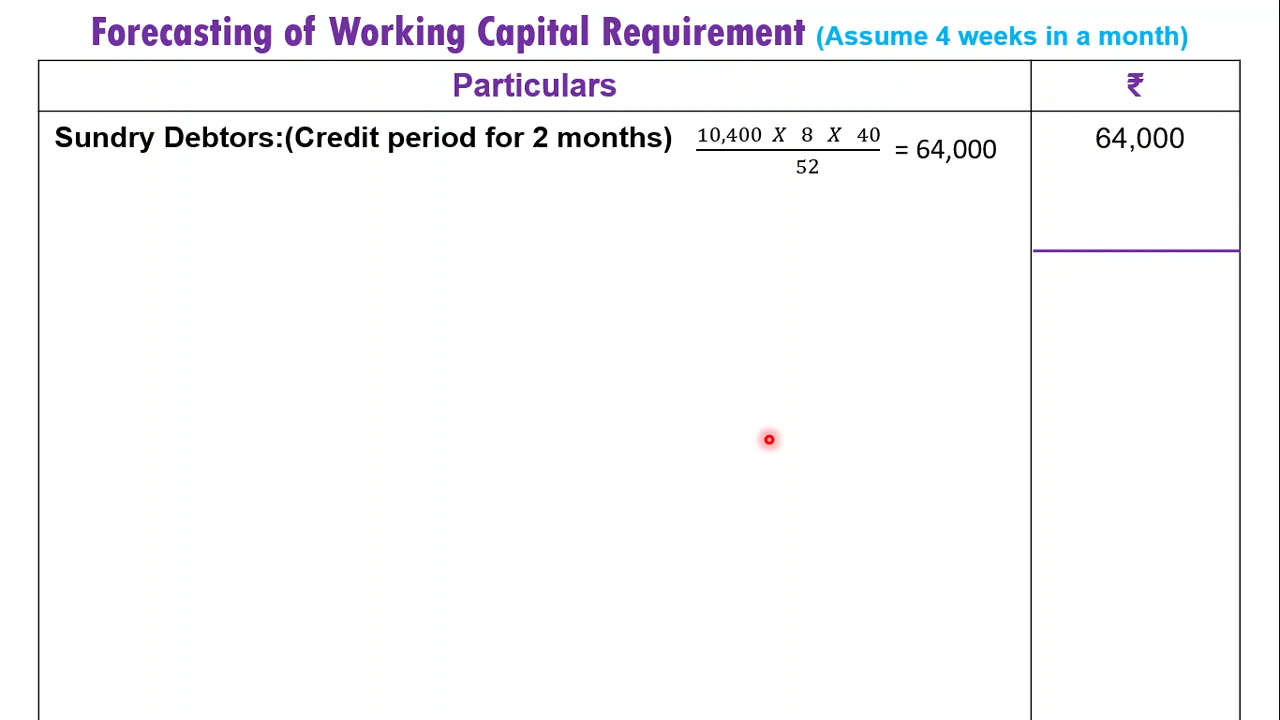 Forecasting of Working Capital Requirement (Assume 4 weeks in a month)
Particulars ₹
Sundry Debtors:(Credit period for 2 months) 10,400 X 8 X 40 = 64,000 64,000
52